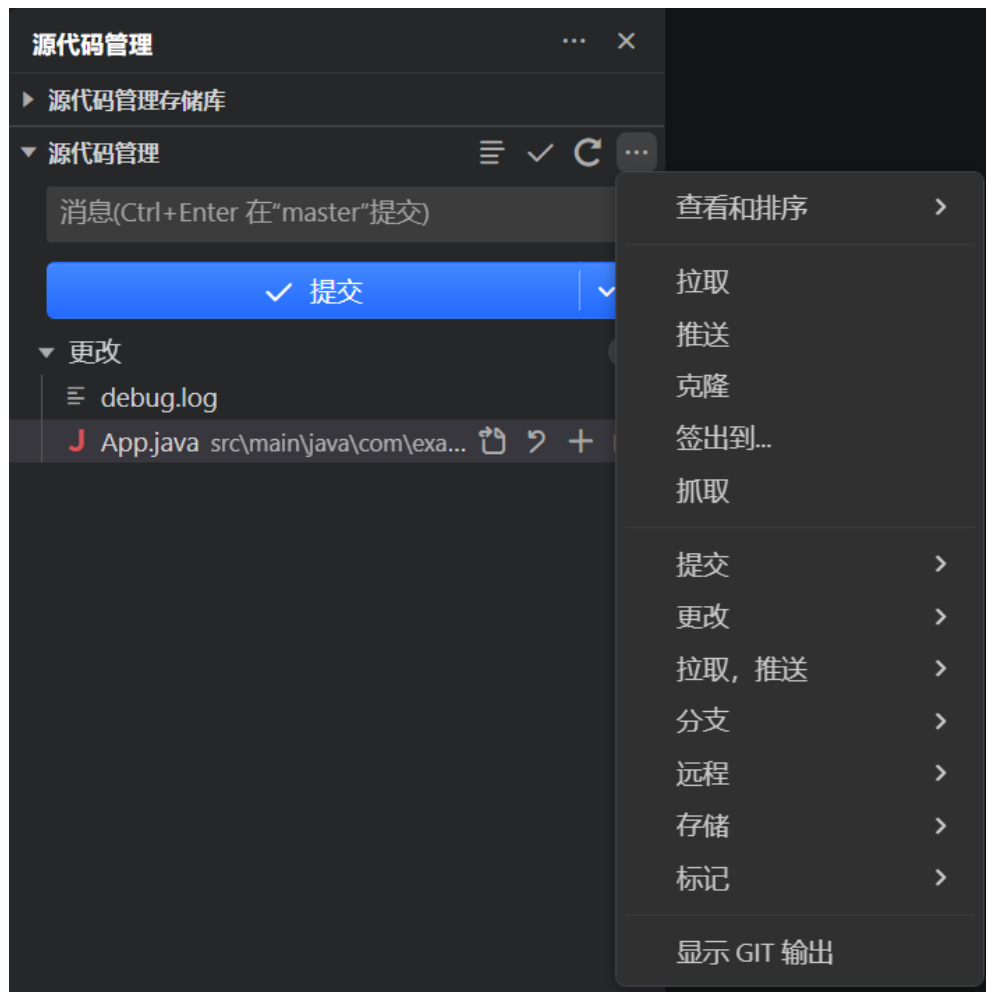 源代码管理
源代码管理存储库
源代码管理
消息(Ctrl+Enter 在“master”提交)
提交
更改
debug.log
J App.java src\main\java\com\exa...
查看和排序
拉取
推送
克隆
签出到...
抓取
提交
更改
拉取，推送
分支
远程
存储
标记
显示 GIT 输出